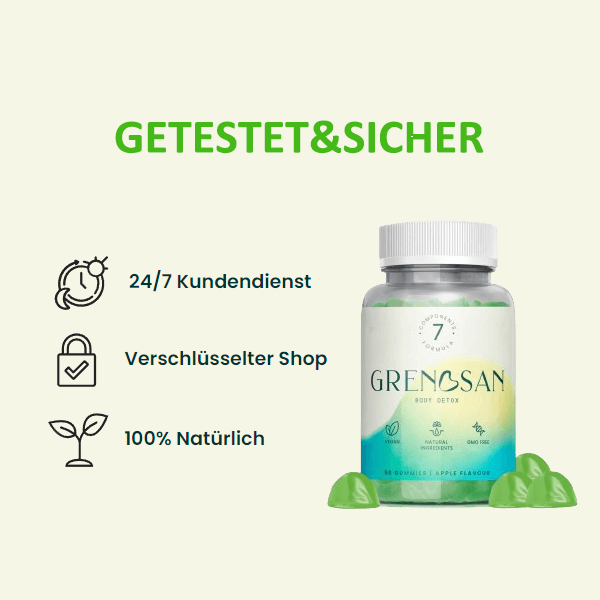 GETESTET&SICHER
24/7 Kundendienst
Verschlüsselter Shop
100% Natürlich
COMPONENTS
7
FORMULA
GRENOSAN
BODY DETOX
VEGAN
NATURAL
INGREDIENTS
GMO FREE
60 GUMMIES | APPLE FLAVOUR